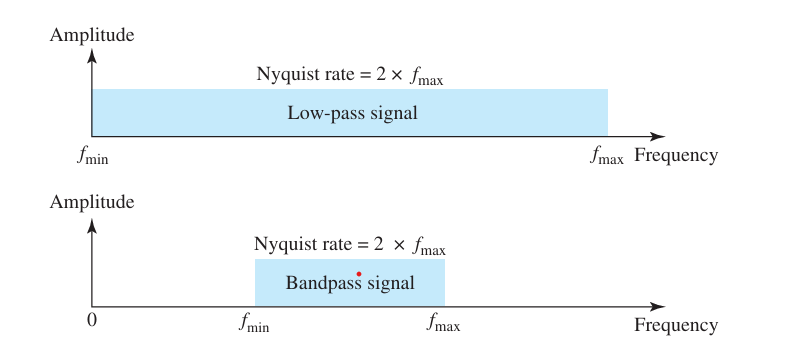 Amplitude
Nyquist rate = 2 × fmax
Low-pass signal
fmin
fmax
Frequency
Amplitude
Nyquist rate = 2 × fmax
Bandpass signal
0
fmin
fmax
Frequency